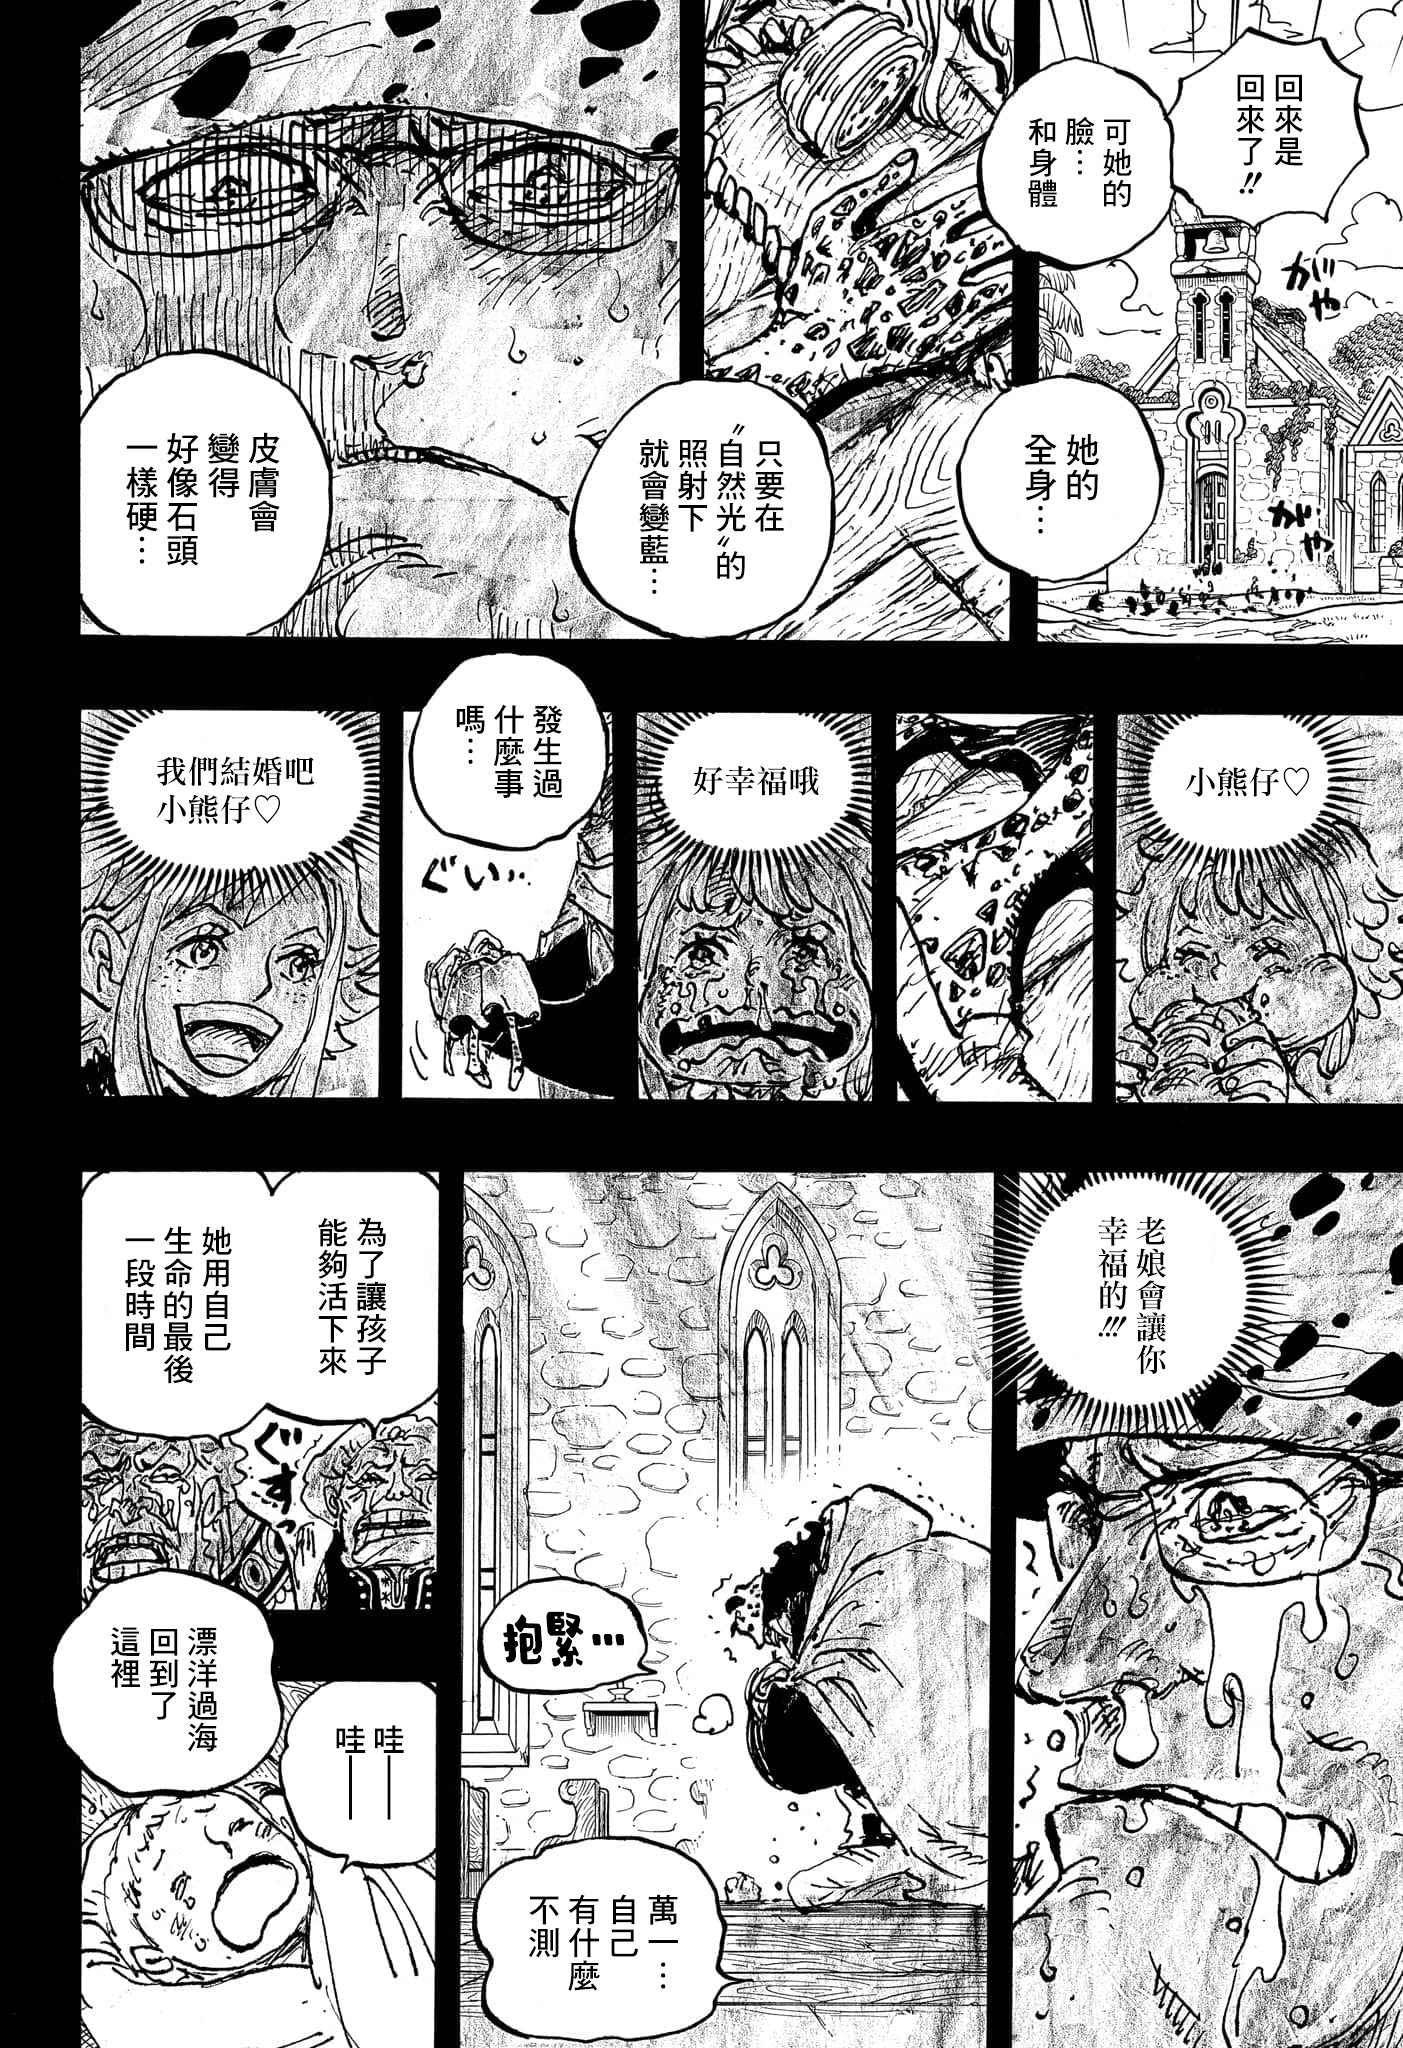 回來是
回來了!!
可她的
臉…
和身體
がや
がや
她的
全身…
只要在
〝自然光〞的
照射下
就會變藍…
皮膚會
變得
好像石頭
一樣硬…
小熊仔♡
好幸福哦
發生過
什麼事
嗎…
ぐい…
我們結婚吧
小熊仔♡
老娘會讓你
幸福的!!!
抱緊…
萬一…
自己
有什麼
不測
為了讓孩子
能夠活下來
她用自己
生命的最後
一段時間
ぐすっ
漂洋過海
回到了
這裡
哇——
哇——